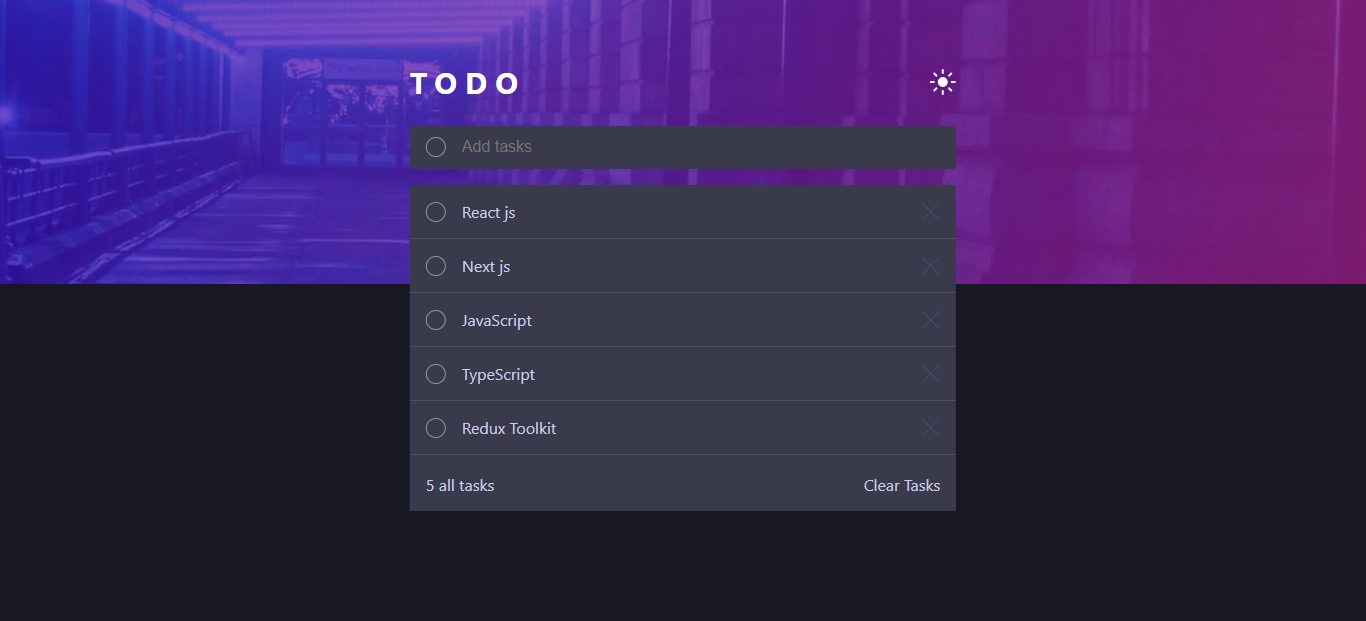 TODO
Add tasks
React js
Next js
JavaScript
TypeScript
Redux Toolkit
5 all tasks
Clear Tasks